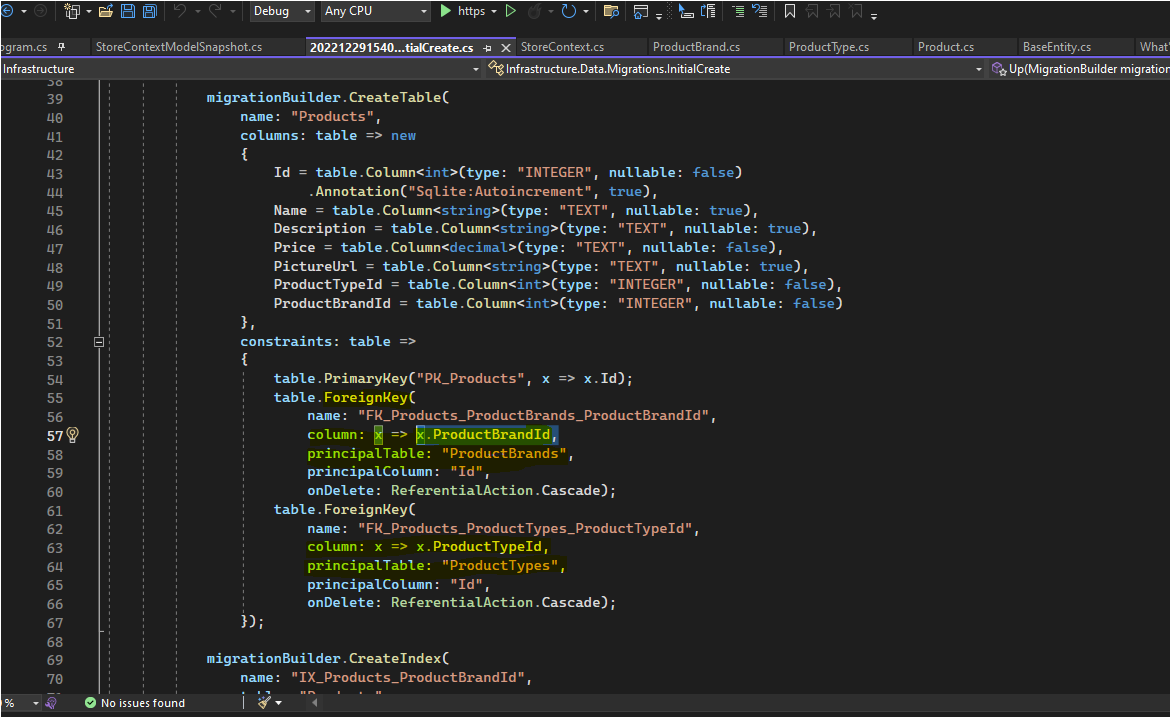 Debug Any CPU https
ogram.cs StoreContextModelSnapshot.cs 202212291540...tialCreate.cs StoreContext.cs ProductBrand.cs ProductType.cs Product.cs BaseEntity.cs What'
Infrastructure Infrastructure.Data.Migrations.InitialCreate Up(MigrationBuilder migration
38
39 migrationBuilder.CreateTable(
40 name: "Products",
41 columns: table => new
42 {
43 Id = table.Column<int>(type: "INTEGER", nullable: false)
44 .Annotation("Sqlite:Autoincrement", true),
45 Name = table.Column<string>(type: "TEXT", nullable: true),
46 Description = table.Column<string>(type: "TEXT", nullable: true),
47 Price = table.Column<decimal>(type: "TEXT", nullable: false),
48 PictureUrl = table.Column<string>(type: "TEXT", nullable: true),
49 ProductTypeId = table.Column<int>(type: "INTEGER", nullable: false),
50 ProductBrandId = table.Column<int>(type: "INTEGER", nullable: false)
51 },
52 constraints: table =>
53 {
54 table.PrimaryKey("PK_Products", x => x.Id);
55 table.ForeignKey(
56 name: "FK_Products_ProductBrands_ProductBrandId",
57 column: x => x.ProductBrandId,
58 principalTable: "ProductBrands",
59 principalColumn: "Id",
60 onDelete: ReferentialAction.Cascade);
61 table.ForeignKey(
62 name: "FK_Products_ProductTypes_ProductTypeId",
63 column: x => x.ProductTypeId,
64 principalTable: "ProductTypes",
65 principalColumn: "Id",
66 onDelete: ReferentialAction.Cascade);
67 });
68
69 migrationBuilder.CreateIndex(
70 name: "IX_Products_ProductBrandId",
% No issues found